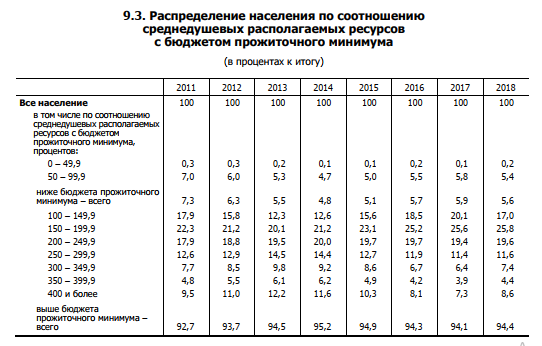 9.3. Распределение населения по соотношению
среднедушевых располагаемых ресурсов
с бюджетом прожиточного минимума
(в процентах к итогу)
2011 2012 2013 2014 2015 2016 2017 2018
Все население 100 100 100 100 100 100 100 100
в том числе по соотношению
среднедушевых располагаемых
ресурсов с бюджетом
прожиточного минимума,
процентов:
0 – 49,9 0,3 0,3 0,2 0,1 0,1 0,2 0,1 0,2
50 – 99,9 7,0 6,0 5,3 4,7 5,0 5,5 5,8 5,4
ниже бюджета прожиточного
минимума – всего 7,3 6,3 5,5 4,8 5,1 5,7 5,9 5,6
100 – 149,9 17,9 15,8 12,3 12,6 15,6 18,5 20,1 17,0
150 – 199,9 22,3 21,2 20,1 21,2 23,1 25,2 25,6 25,8
200 – 249,9 17,9 18,8 19,5 20,0 19,7 19,7 19,4 19,6
250 – 299,9 12,6 12,9 14,5 14,4 12,7 11,9 11,4 11,6
300 – 349,9 7,7 8,5 9,8 9,2 8,6 6,7 6,4 7,4
350 – 399,9 4,8 5,5 6,1 6,2 4,9 4,2 3,9 4,4
400 и более 9,5 11,0 12,2 11,6 10,3 8,1 7,3 8,6
выше бюджета
прожиточного минимума –
всего 92,7 93,7 94,5 95,2 94,9 94,3 94,1 94,4